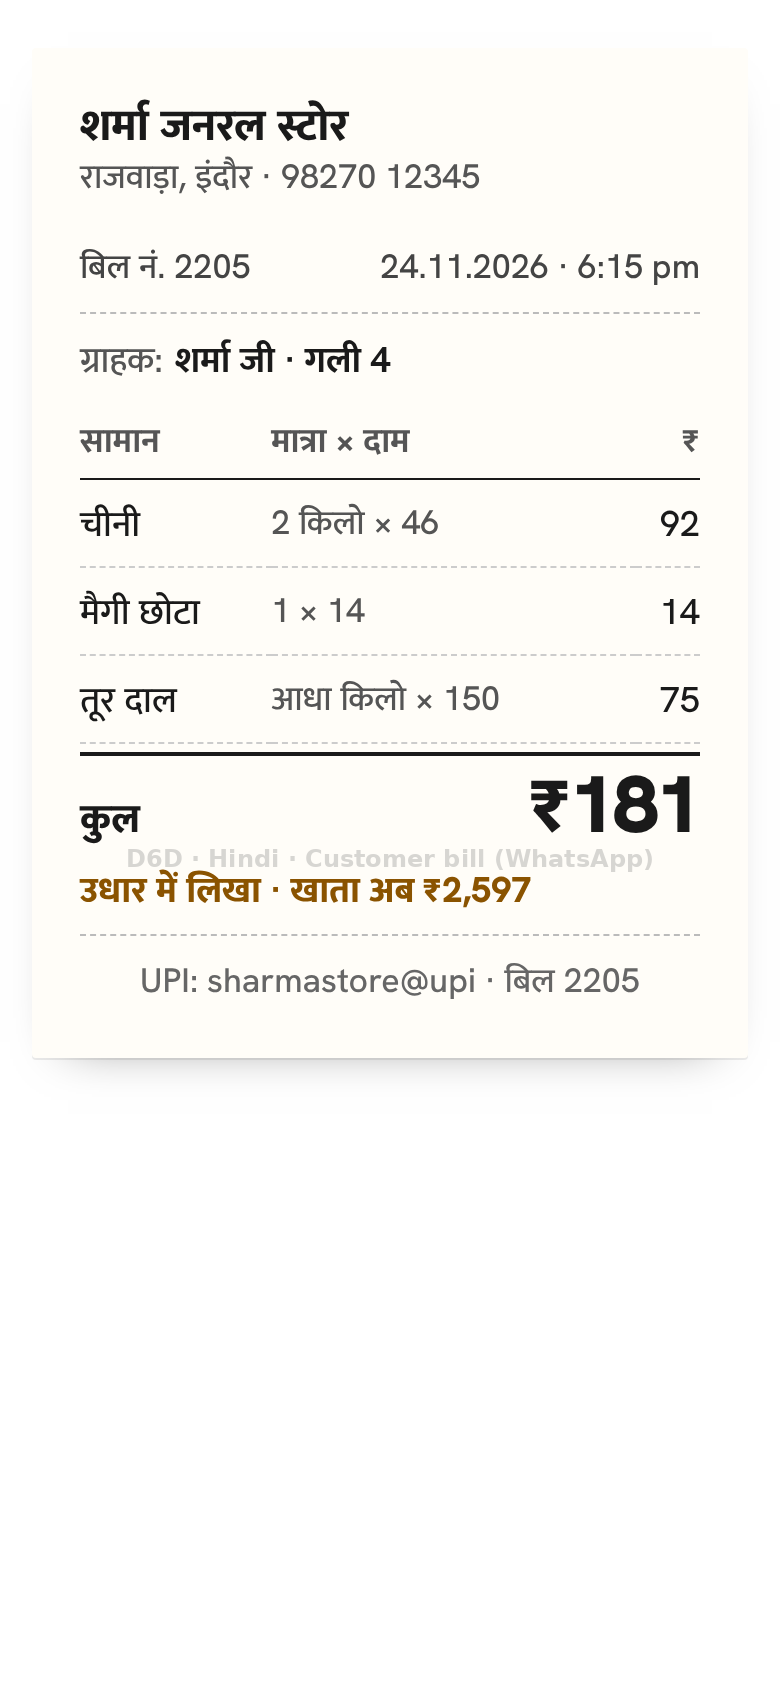 शर्मा जनरल स्टोर
राजवाड़ा, इंदौर · 98270 12345
बिल नं. 2205 24.11.2026 · 6:15 pm
ग्राहक: शर्मा जी · गली 4
सामान मात्रा × दाम ₹
चीनी 2 किलो × 46 92
मैगी छोटा 1 × 14 14
तूर दाल आधा किलो × 150 75
कुल ₹181
D6D · Hindi · Customer bill (WhatsApp)
उधार में लिखा · खाता अब ₹2,597
UPI: sharmastore@upi · बिल 2205